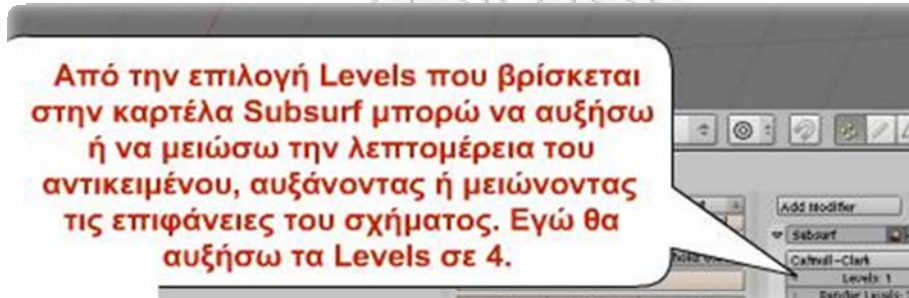 Από την επιλογή Levels που βρίσκεται
στην καρτέλα Subsurf μπορώ να αυξήσω
ή να μειώσω την λεπτομέρεια του
αντικειμένου, αυξάνοντας ή μειώνοντας
τις επιφάνειες του σχήματος. Εγώ θα
αυξήσω τα Levels σε 4.
Add Modifier
Subsurf
Catmull-Clark
Levels: 1
Render Levels: